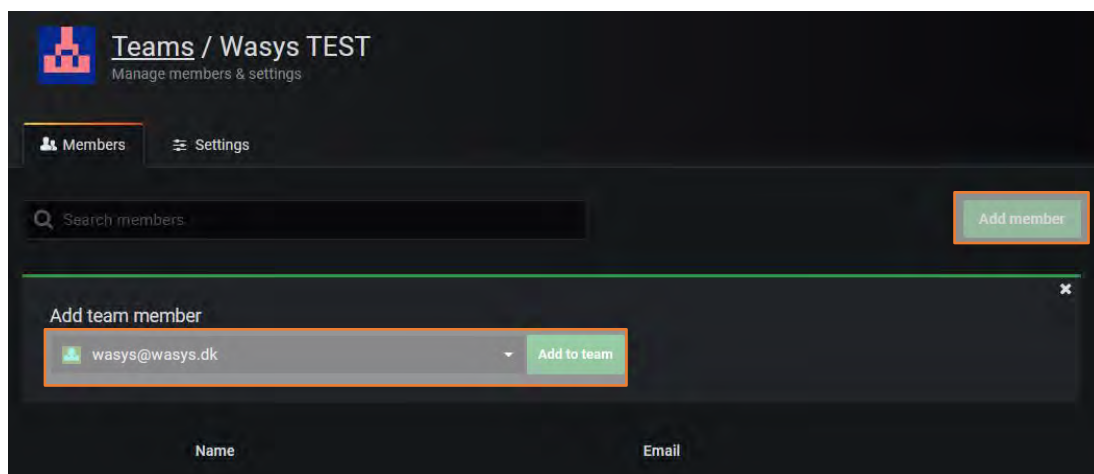 Teams / Wasys TEST
Manage members & settings
Members Settings
Search members
Add member
Add team member
wasys@wasys.dk Add to team
Name Email